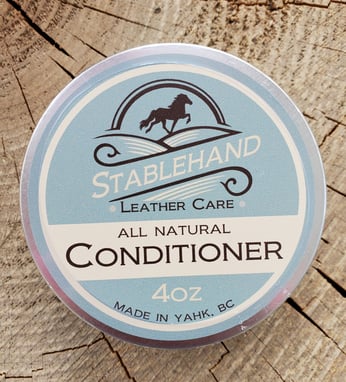 STABLEHAND
LEATHER CARE
ALL NATURAL
CONDITIONER
4OZ
MADE IN YAHK, BC